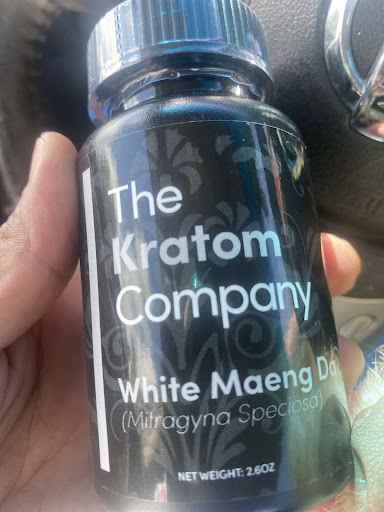 The
Kratom
Company
White Maeng Da
(Mitragyna Speciosa)
NET WEIGHT: 2.6OZ